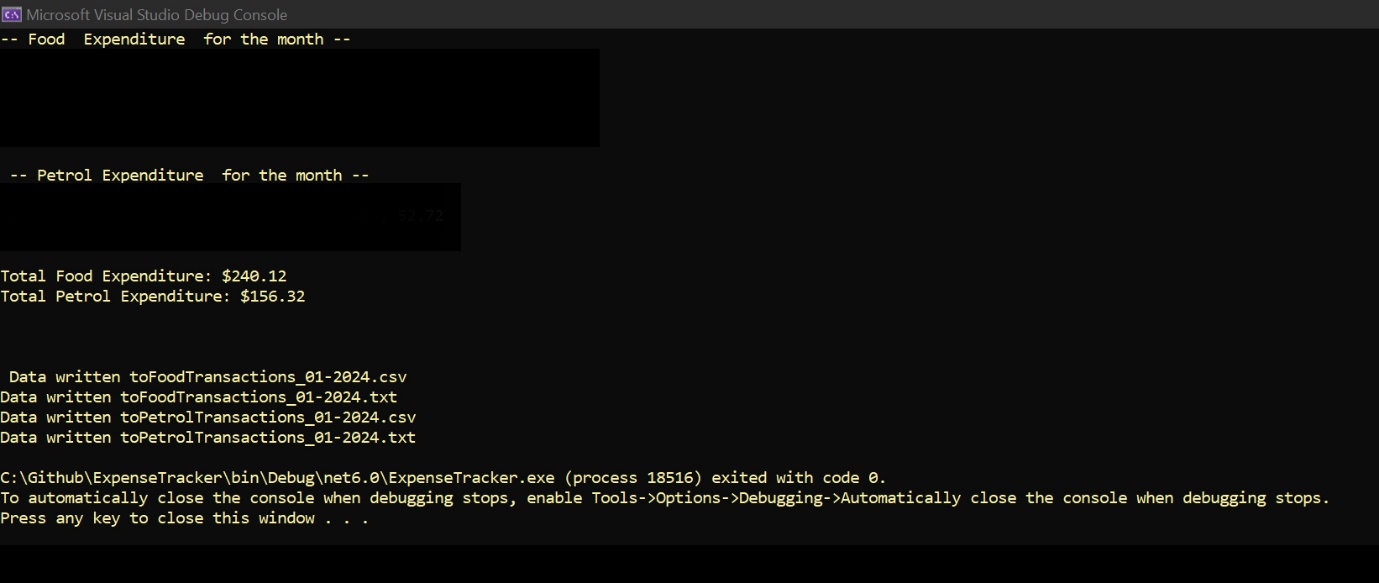 Microsoft Visual Studio Debug Console
-- Food  Expenditure  for the month --
-- Petrol Expenditure  for the month --
Total Food Expenditure: $240.12
Total Petrol Expenditure: $156.32
Data written toFoodTransactions_01-2024.csv
Data written toFoodTransactions_01-2024.txt
Data written toPetrolTransactions_01-2024.csv
Data written toPetrolTransactions_01-2024.txt
C:\Github\ExpenseTracker\bin\Debug\net6.0\ExpenseTracker.exe (process 18516) exited with code 0.
To automatically close the console when debugging stops, enable Tools->Options->Debugging->Automatically close the console when debugging stops.
Press any key to close this window . . .